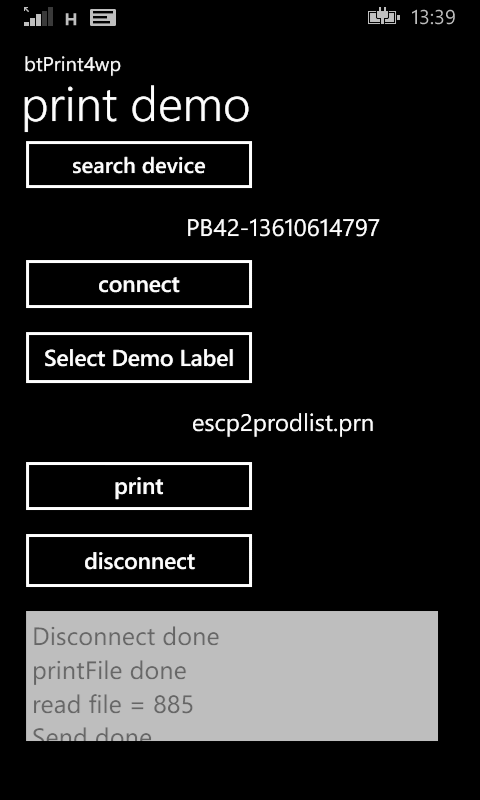 H
13:39
btPrint4wp
print demo
search device
PB42-13610614797
connect
Select Demo Label
escp2prodlist.prn
print
disconnect
Disconnect done
printFile done
read file = 885
Send done